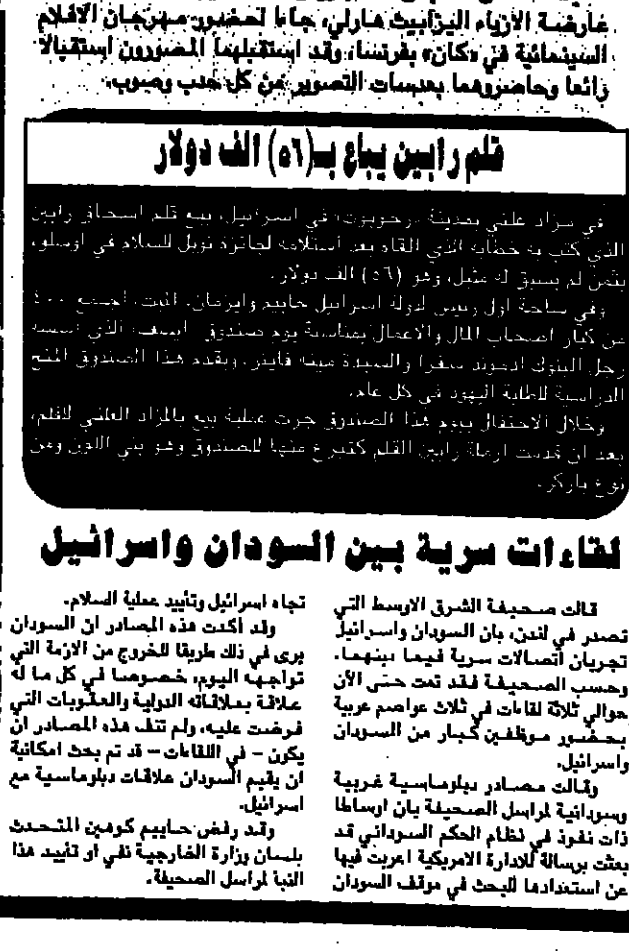 عارضة الأزياء اليزابيث هارلي، جاءا لحضور مهرجان الافلام
السينمائية في «كان» بفرنسا، وقد استقبلهما المصورون استقبالا
رائعا وحاصروهما بعدسات التصوير من كل حدب وصوب.
قلم رابين يباع بـ(٥٦) الف دولار
في مزاد علني بمدينة «رحوبوت» في اسرائيل، بيع قلم اسحاق رابين
الذي كتب به خطابه الذي القاه بعد استلامه لجائزة نوبل للسلام في اوسلو،
بثمن لم يسبق له مثيل، وهو (٥٦) الف دولار.
وفي ساحة اول رئيس لدولة اسرائيل حاييم وايزمان، اجتمع ٤٠٠
من كبار اصحاب المال والاعمال بمناسبة يوم صندوق ايسف، الذي اسسه
رجل البنوك ادموند سفرا والسيدة ويقدم هذا الصندوق المنح
الدراسية للطلبة اليهود في كل عام.
وخلال الاحتفال بيوم هذا الصندوق جرت عملية بيع بالمزاد العلني للقلم،
بعد ان قدمت ارملة رابين القلم كتبرع منها للصندوق وهو بني اللون ومن
نوع باركر.
لقاءات سرية بين السودان واسرائيل
قالت صحيفة الشرق الاوسط التي
تصدر في لندن، بان السودان واسرائيل
تجريان اتصالات سرية فيما بينهما.
وحسب الصحيفة فقد تمت حتى الآن
حوالي ثلاثة لقاءات في ثلاث عواصم عربية
بحضور موظفين كبار من السودان
واسرائيل.
وقالت مصادر دبلوماسية غربية
وسودانية لمراسل الصحيفة بان اوساطا
ذات نفوذ في نظام الحكم السوداني قد
بعثت برسالة للادارة الامريكية اعربت فيها
عن استعدادها للبحث في موقف السودان
تجاه اسرائيل وتأييد عملية السلام.
وقد أكدت هذه المصادر ان السودان
يرى في ذلك طريقا للخروج من الازمة التي
تواجهه اليوم، خصوصا في كل ما له
علاقة بعلاقاته الدولية والعقوبات التي
فرضت عليه، ولم تنف هذه المصادر ان
يكون - في اللقاءات - قد تم بحث امكانية
ان يقيم السودان علاقات دبلوماسية مع
اسرائيل.
وقد رفض حاييم كوهين المتحدث
بلسان وزارة الخارجية نفي او تأييد هذا
النبأ لمراسل الصحيفة.